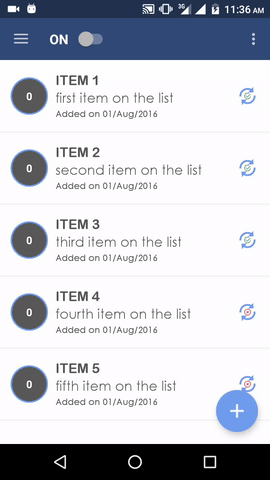 3G
11:36 AM
ON
0
ITEM 1
first item on the list
Added on 01/Aug/2016
0
ITEM 2
second item on the list
Added on 01/Aug/2016
0
ITEM 3
third item on the list
Added on 01/Aug/2016
0
ITEM 4
fourth item on the list
Added on 01/Aug/2016
0
ITEM 5
fifth item on the list
Added on 01/Aug/2016